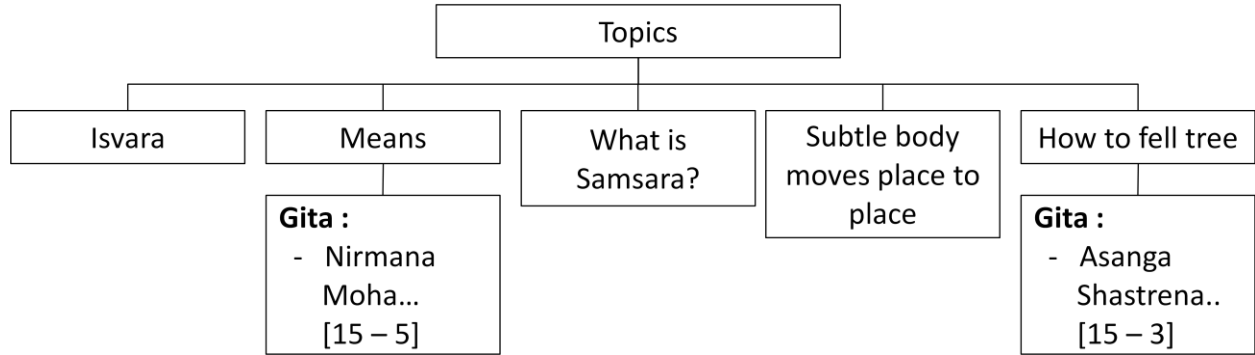 Topics
Isvara
Means
What is
Samsara?
Subtle body
moves place to
place
How to fell tree
Gita :
- Nirmana
Moha...
[15 – 5]
Gita :
- Asanga
Shastrena..
[15 – 3]